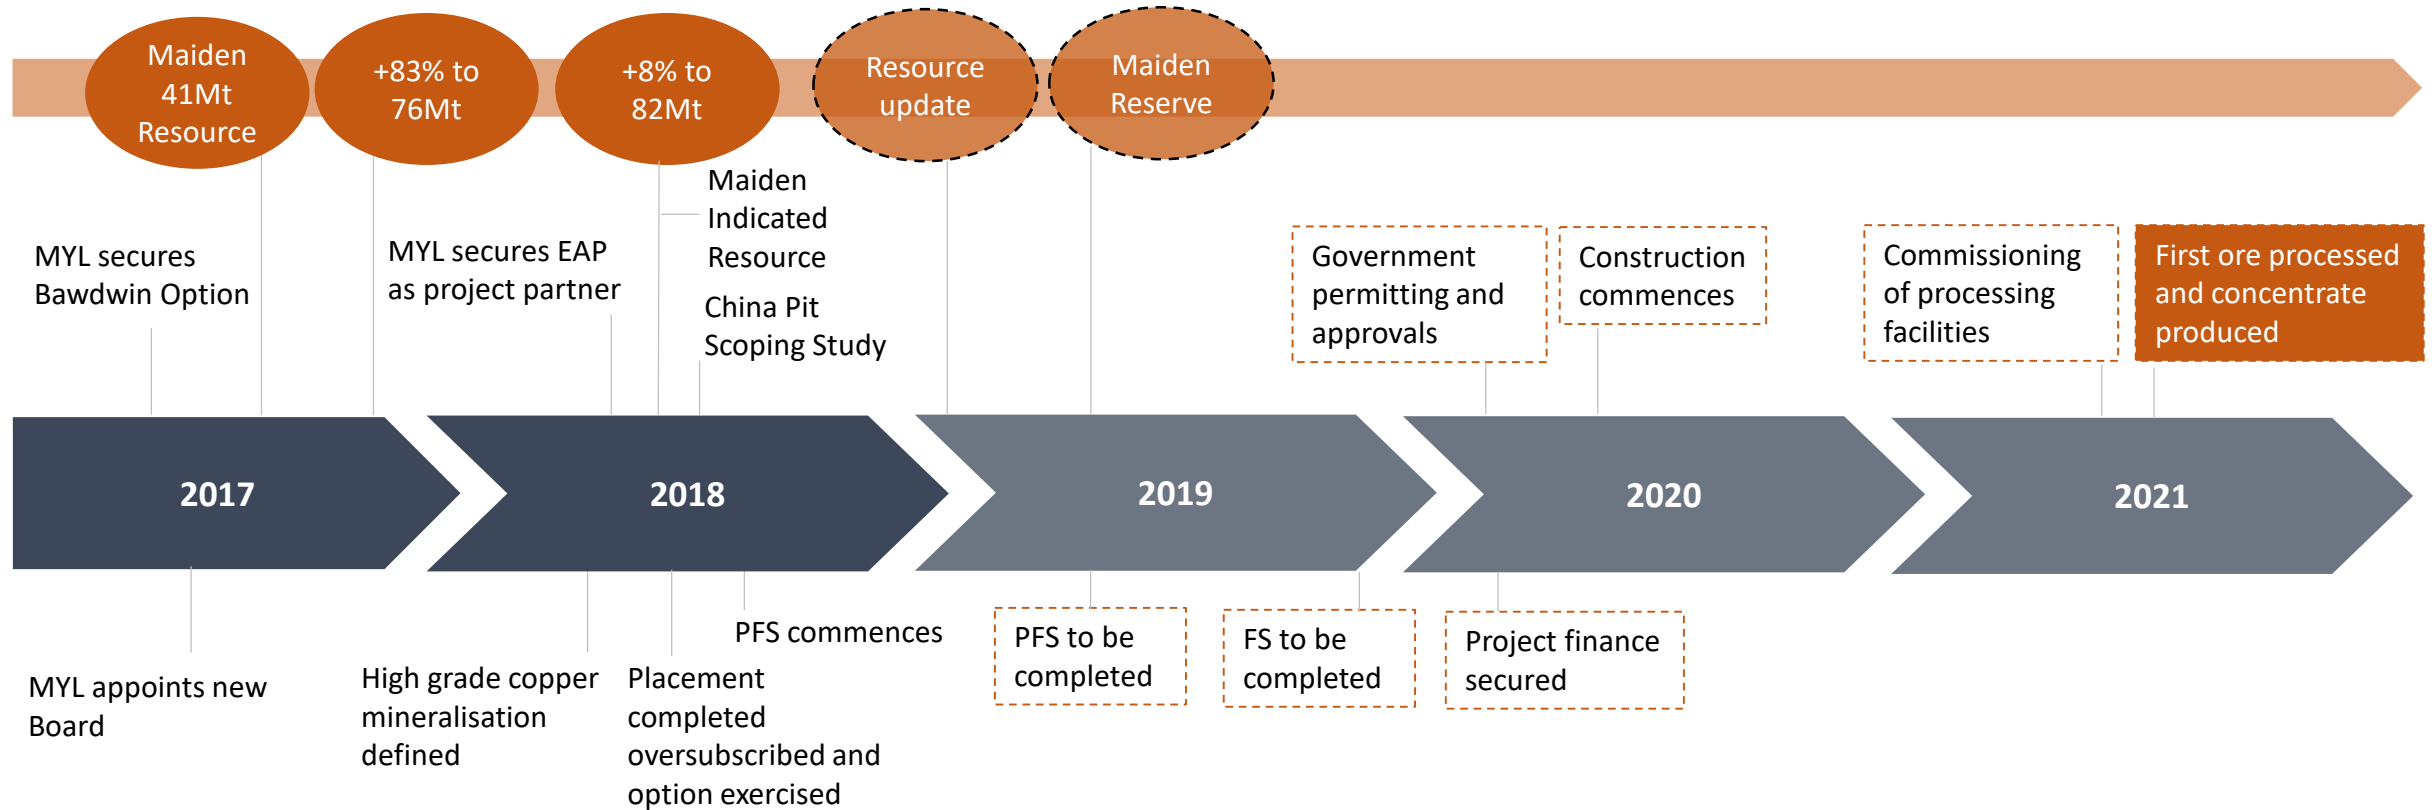 Maiden
41Mt
Resource
+83% to
76Mt
+8% to
82Mt
Resource
update
Maiden
Reserve
MYL secures
Bawdwin Option
MYL secures EAP
as project partner
Maiden
Indicated
Resource
China Pit
Scoping Study
Government
permitting and
approvals
Construction
commences
Commissioning
of processing
facilities
First ore processed
and concentrate
produced
2017
2018
2019
2020
2021
MYL appoints new
Board
High grade copper
mineralisation
defined
Placement
completed
oversubscribed and
option exercised
PFS commences
PFS to be
completed
FS to be
completed
Project finance
secured